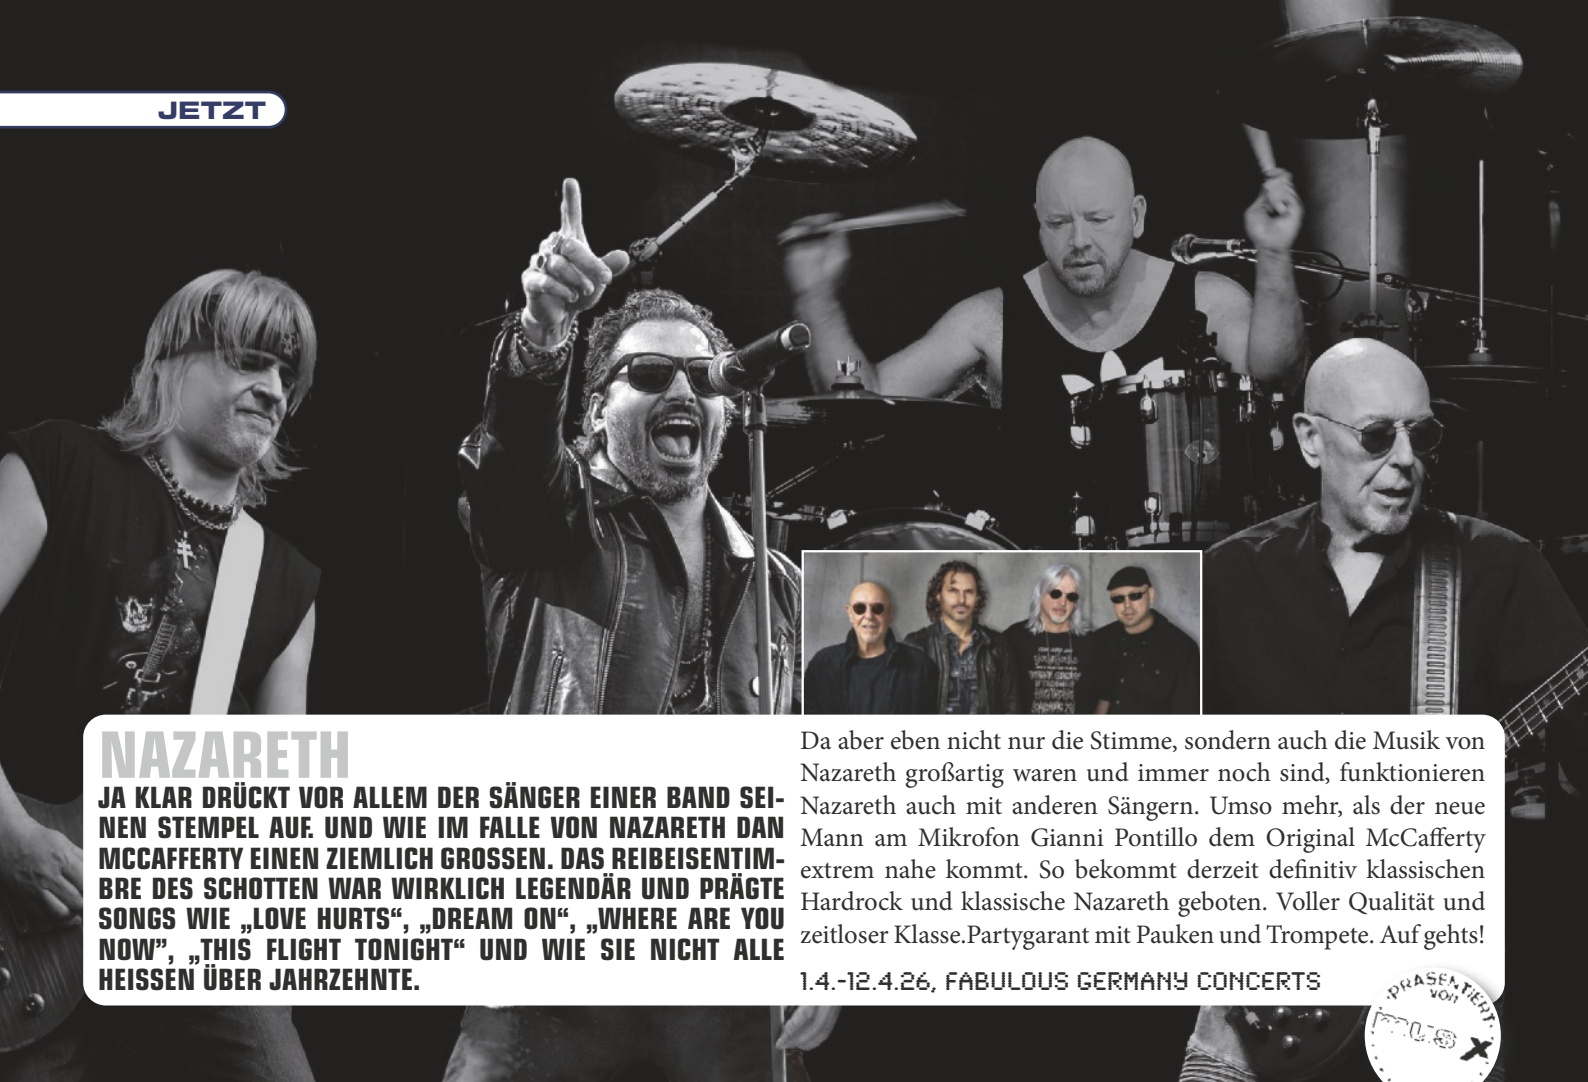 JETZT
NAZARETH
JA KLAR DRÜCKT VOR ALLEM DER SÄNGER EINER BAND SEI-
NEN STEMPEL AUF. UND WIE IM FALLE VON NAZARETH DAN
MCCAFFERTY EINEN ZIEMLICH GROSSEN. DAS REIBEISENTIM-
BRE DES SCHOTTEN WAR WIRKLICH LEGENDÄR UND PRÄGTE
SONGS WIE „LOVE HURTS“, „DREAM ON“, „WHERE ARE YOU
NOW”, „THIS FLIGHT TONIGHT“ UND WIE SIE NICHT ALLE
HEISSEN ÜBER JAHRZEHNTE.
Da aber eben nicht nur die Stimme, sondern auch die Musik von
Nazareth großartig waren und immer noch sind, funktionieren
Nazareth auch mit anderen Sängern. Umso mehr, als der neue
Mann am Mikrofon Gianni Pontillo dem Original McCafferty
extrem nahe kommt. So bekommt derzeit definitiv klassischen
Hardrock und klassische Nazareth geboten. Voller Qualität und
zeitloser Klasse.Partygarant mit Pauken und Trompete. Auf gehts!
1.4.-12.4.26, FABULOUS GERMANY CONCERTS
PRÄSENTIERT
VON
mus x